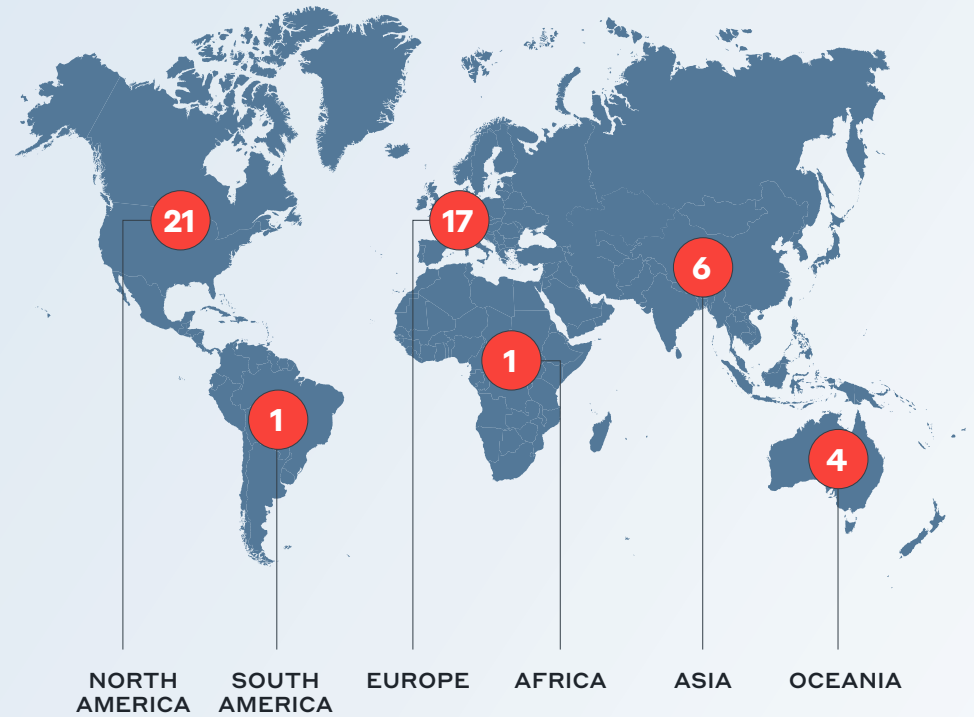 21
17
6
1
1
4
NORTH
AMERICA
SOUTH
AMERICA
EUROPE
AFRICA
ASIA
OCEANIA